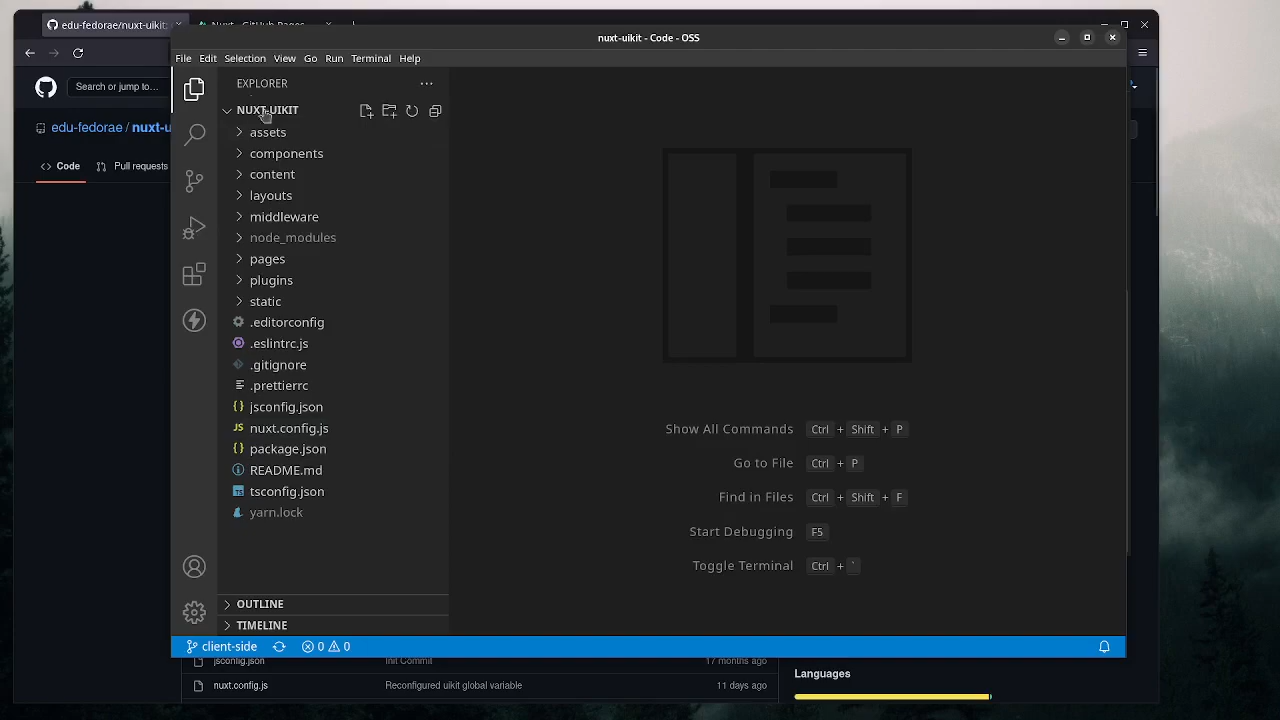 edu-fedorae/nuxt-uikit:
Nuxt - GitHub Pages
nuxt-uikit - Code - OSS
File Edit Selection View Go Run Terminal Help
Search or jump to...
EXPLORER
NUXT-UIKIT
edu-fedorae / nuxt-u
Code
Pull requests
assets
components
content
layouts
middleware
node_modules
pages
plugins
static
.editorconfig
.eslintrc.js
.gitignore
.prettierrc
{ } jsconfig.json
JS nuxt.config.js
{ } package.json
README.md
TS tsconfig.json
yarn.lock
Show All Commands Ctrl + Shift + P
Go to File Ctrl + P
Find in Files Ctrl + Shift + F
Start Debugging F5
Toggle Terminal Ctrl + `
OUTLINE
TIMELINE
client-side 0 0
jsconfig.json Init Commit 17 months ago
nuxt.config.js Reconfigured uikit global variable 11 days ago
Languages